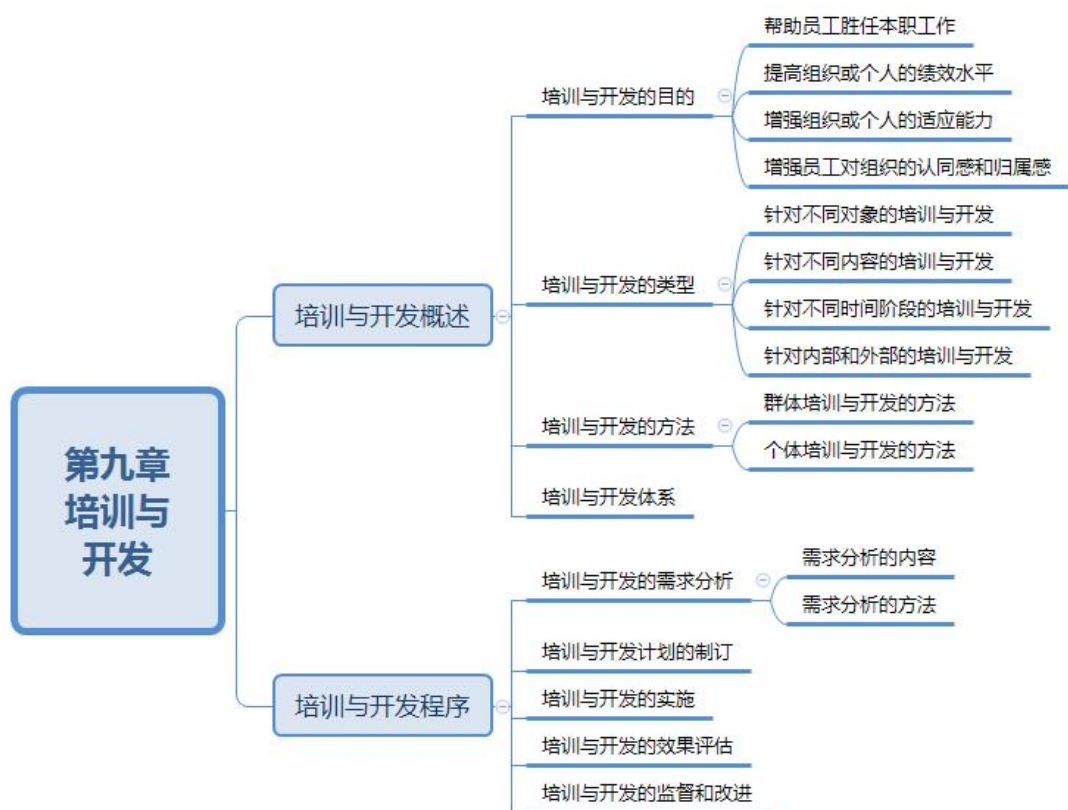 第九章
培训与
开发
培训与开发概述
培训与开发的目的
帮助员工胜任本职工作
提高组织或个人的绩效水平
增强组织或个人的适应能力
增强员工对组织的认同感和归属感
培训与开发的类型
针对不同对象的培训与开发
针对不同内容的培训与开发
针对不同时间阶段的培训与开发
针对内部和外部的培训与开发
培训与开发的方法
群体培训与开发的方法
个体培训与开发的方法
培训与开发体系
培训与开发程序
培训与开发的需求分析
需求分析的内容
需求分析的方法
培训与开发计划的制订
培训与开发的实施
培训与开发的效果评估
培训与开发的监督和改进